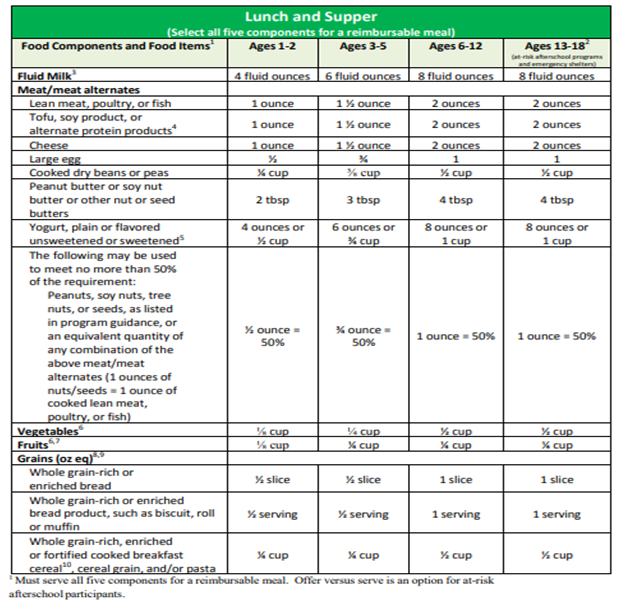 Lunch and Supper
(Select all five components for a reimbursable meal)
Food Components and Food Items¹ Ages 1-2 Ages 3-5 Ages 6-12 Ages 13-18²
(at-risk afterschool programs
and emergency shelters)
Fluid Milk³ 4 fluid ounces 6 fluid ounces 8 fluid ounces 8 fluid ounces
Meat/meat alternates
Lean meat, poultry, or fish 1 ounce 1 ½ ounce 2 ounces 2 ounces
Tofu, soy product, or
alternate protein products⁴ 1 ounce 1 ½ ounce 2 ounces 2 ounces
Cheese 1 ounce 1 ½ ounce 2 ounces 2 ounces
Large egg ½ ¾ 1 1
Cooked dry beans or peas ¼ cup ⅜ cup ½ cup ½ cup
Peanut butter or soy nut
butter or other nut or seed
butters 2 tbsp 3 tbsp 4 tbsp 4 tbsp
Yogurt, plain or flavored
unsweetened or sweetened⁵ 4 ounces or
½ cup 6 ounces or
¾ cup 8 ounces or
1 cup 8 ounces or
1 cup
The following may be used
to meet no more than 50%
of the requirement:
Peanuts, soy nuts, tree
nuts, or seeds, as listed
in program guidance, or
an equivalent quantity of
any combination of the
above meat/meat
alternates (1 ounces of
nuts/seeds = 1 ounce of
cooked lean meat,
poultry, or fish)
½ ounce =
50% ¾ ounce =
50% 1 ounce = 50% 1 ounce = 50%
Vegetables⁶ ⅛ cup ¼ cup ½ cup ½ cup
Fruits⁶,⁷ ⅛ cup ¼ cup ¼ cup ¼ cup
Grains (oz eq)⁸,⁹
Whole grain-rich or
enriched bread ½ slice ½ slice 1 slice 1 slice
Whole grain-rich or enriched
bread product, such as biscuit, roll
or muffin ½ serving ½ serving 1 serving 1 serving
Whole grain-rich, enriched
or fortified cooked breakfast
cereal¹⁰, cereal grain, and/or pasta ¼ cup ¼ cup ½ cup ½ cup
¹ Must serve all five components for a reimbursable meal. Offer versus serve is an option for at-risk
afterschool participants.